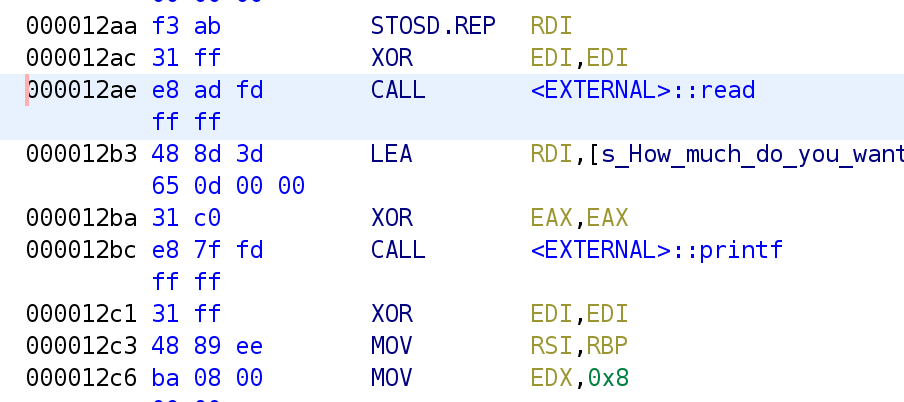 000012aa f3 ab STOSD.REP RDI
000012ac 31 ff XOR EDI,EDI
000012ae e8 ad fd CALL <EXTERNAL>::read
ff ff
000012b3 48 8d 3d LEA RDI,[s_How_much_do_you_want
65 0d 00 00
000012ba 31 c0 XOR EAX,EAX
000012bc e8 7f fd CALL <EXTERNAL>::printf
ff ff
000012c1 31 ff XOR EDI,EDI
000012c3 48 89 ee MOV RSI,RBP
000012c6 ba 08 00 MOV EDX,0x8